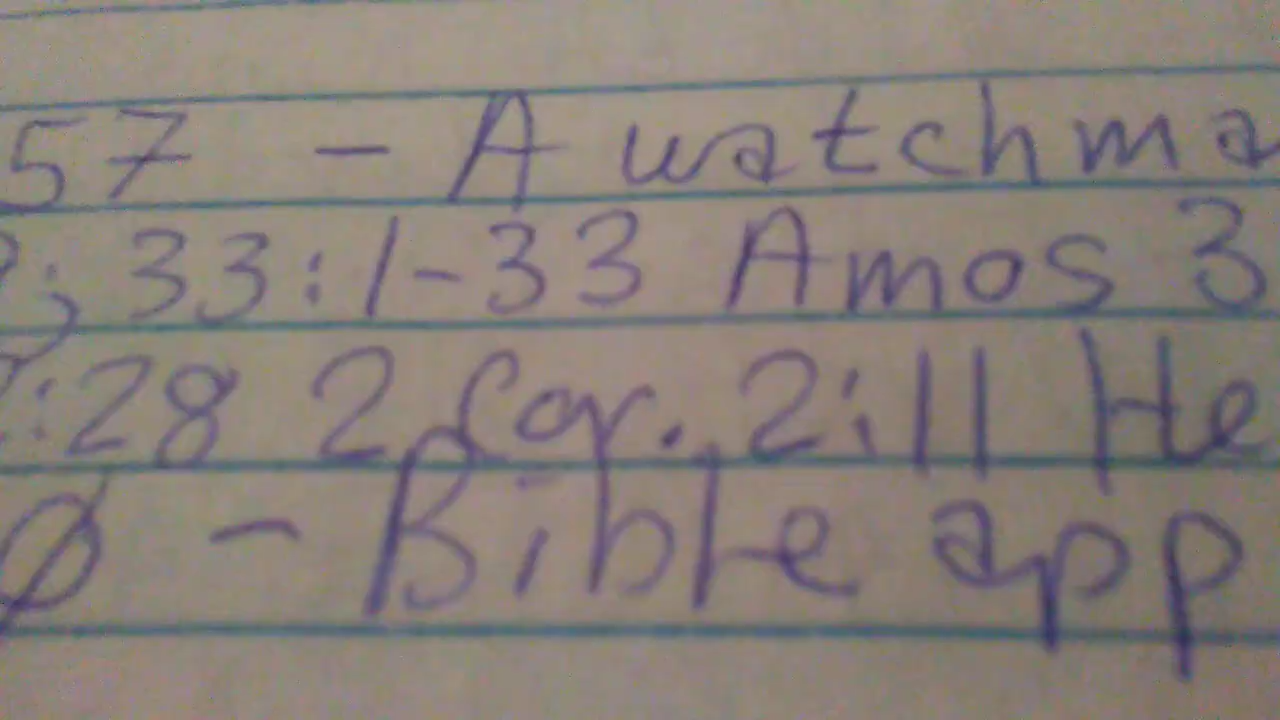 57 - A watchma
; 33:1-33 Amos 3
:28 2 Cor. 2:11 He
Ø - Bible app